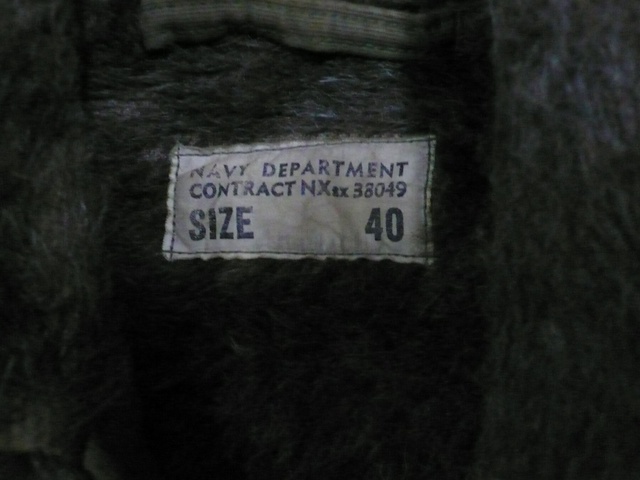 NAVY DEPARTMENT
CONTRACT NXsx 38049
SIZE 40